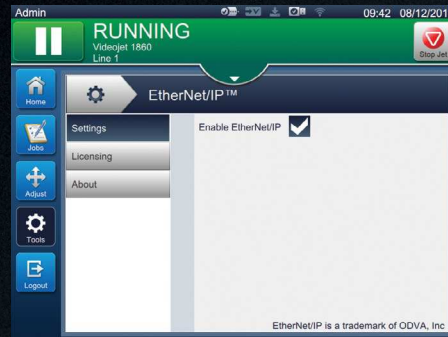 Admin
09:42 08/12/201
RUNNING
Videojet 1860
Line 1
Stop Jet
Home
EtherNet/IP™
Jobs
Settings
Enable EtherNet/IP
Licensing
About
Adjust
Tools
Logout
EtherNet/IP is a trademark of ODVA, Inc